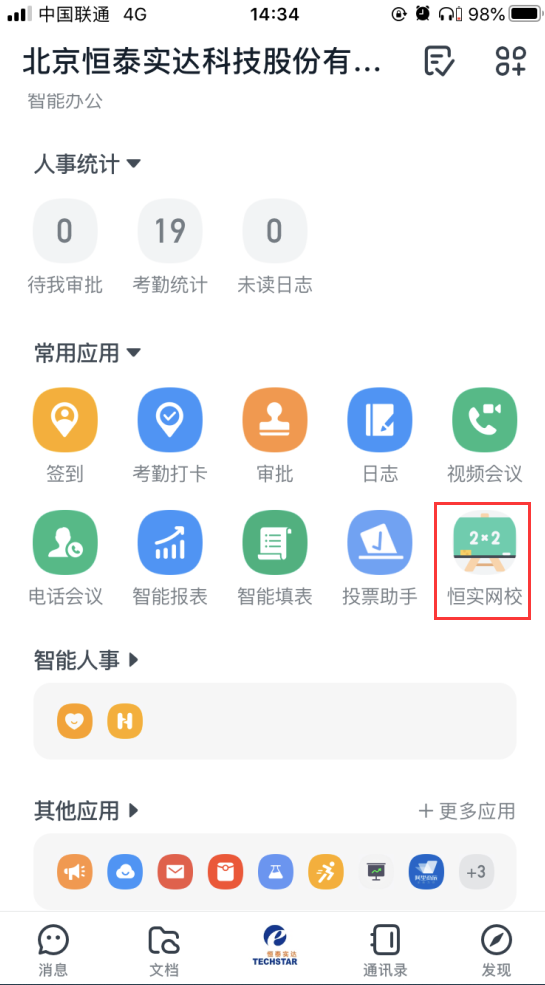 中国联通 4G 14:34 98%
北京恒泰实达科技股份有...
智能办公
人事统计
0 19 0
待我审批 考勤统计 未读日志
常用应用
签到 考勤打卡 审批 日志 视频会议
2×2
电话会议 智能报表 智能填表 投票助手 恒实网校
智能人事
其他应用 +更多应用
+3
恒泰实达
TECHSTAR
消息 文档 通讯录 发现